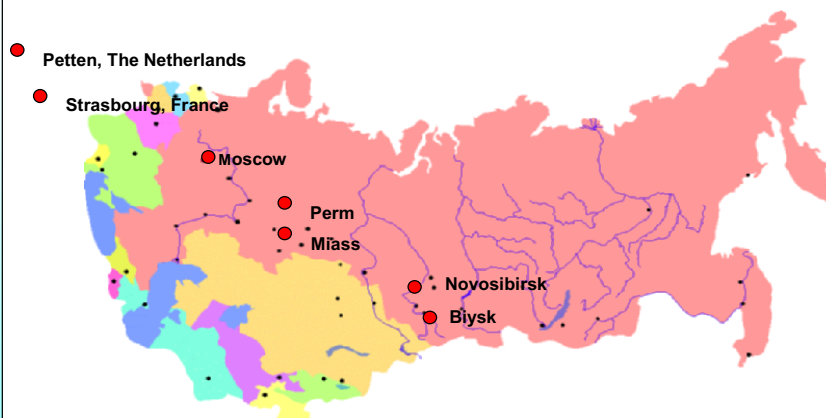 Petten, The Netherlands
Strasbourg, France
Moscow
Perm
Miass
Novosibirsk
Biysk